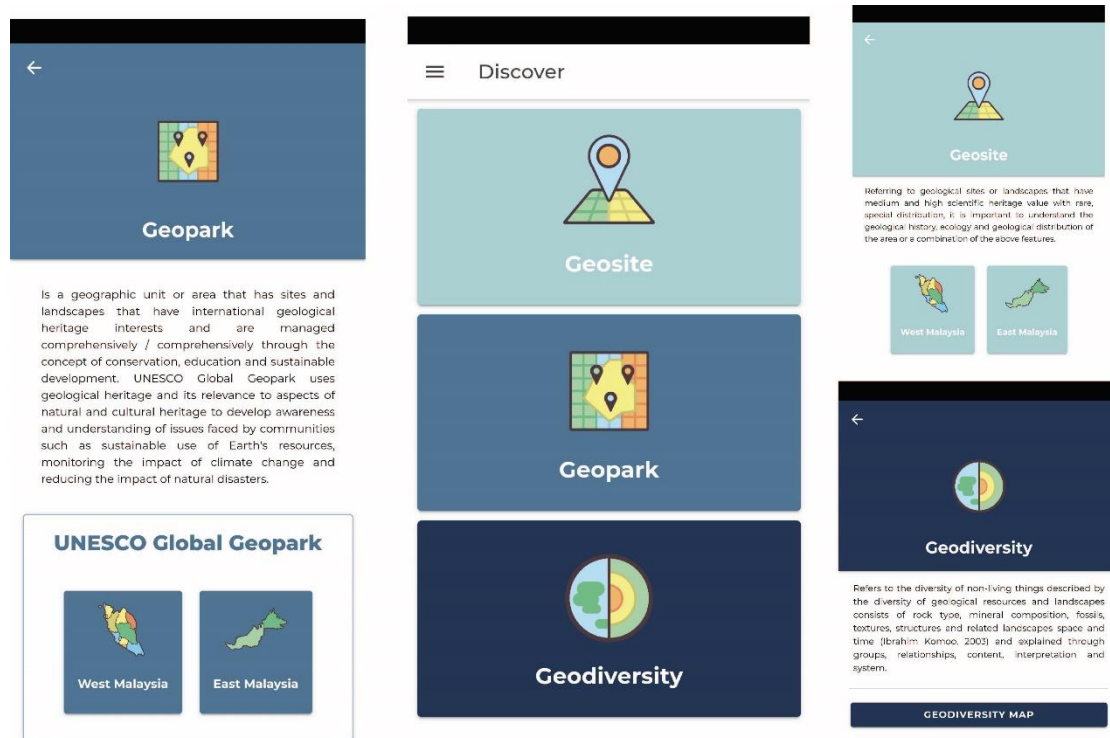 Geopark
Is a geographic unit or area that has sites and
landscapes that have international geological
heritage interests and are managed
comprehensively / comprehensively through the
concept of conservation, education and sustainable
development. UNESCO Global Geopark uses
geological heritage and its relevance to aspects of
natural and cultural heritage to develop awareness
and understanding of issues faced by communities
such as sustainable use of Earth's resources,
monitoring the impact of climate change and
reducing the impact of natural disasters.
UNESCO Global Geopark
West Malaysia
East Malaysia
Discover
Geosite
Geopark
Geodiversity
Geosite
Referring to geological sites or landscapes that have
medium and high scientific heritage value with rare,
special distribution, it is important to understand the
geological history, ecology and geological distribution of
the area or a combination of the above features.
West Malaysia
East Malaysia
Geodiversity
Refers to the diversity of non-living things described by
the diversity of geological resources and landscapes
consists of rock type, mineral composition, fossils,
textures, structures and related landscapes space and
time (Ibrahim Komoo, 2003) and explained through
groups, relationships, content, interpretation and
system.
GEODIVERSITY MAP